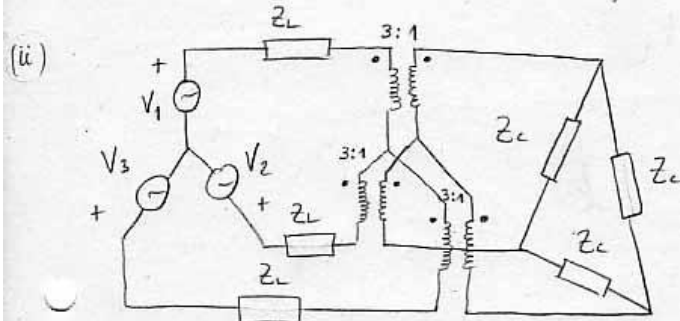 (ii)
Z_L
3:1
+
V_1
Z_C
Z_C
V_3
V_2
3:1
3:1
+
+
Z_L
Z_C
Z_L